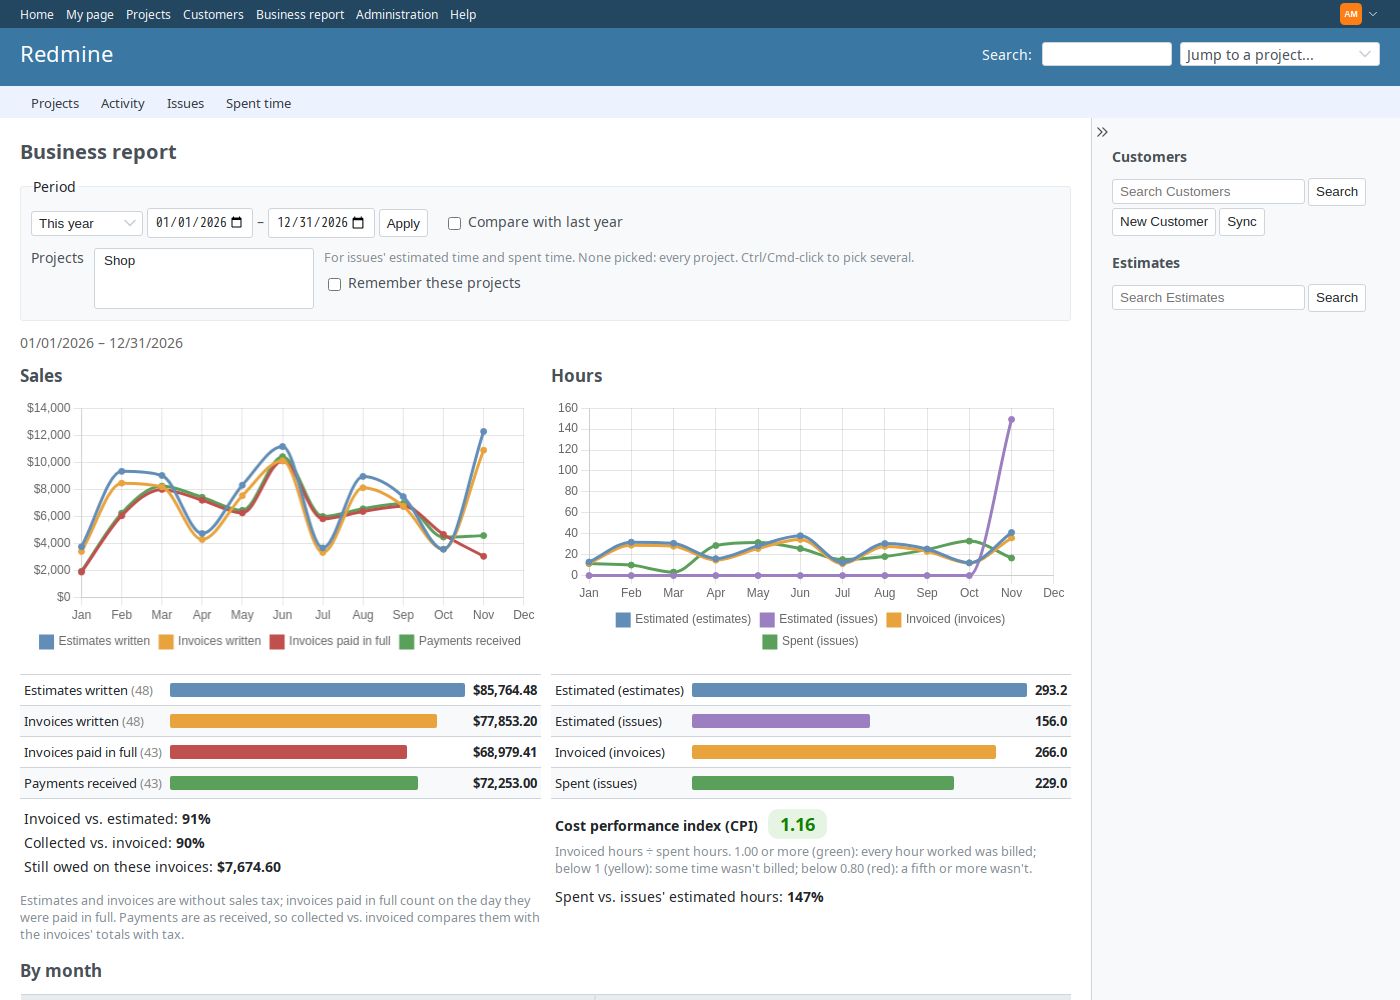 Home My page Projects Customers Business report Administration Help AM
Redmine Search: Jump to a project...
Projects Activity Issues Spent time
Business report
Period
This year 01/01/2026 – 12/31/2026 Apply Compare with last year
Projects Shop For issues' estimated time and spent time. None picked: every project. Ctrl/Cmd-click to pick several.
Remember these projects
01/01/2026 – 12/31/2026
Sales
$14,000
$12,000
$10,000
$8,000
$6,000
$4,000
$2,000
$0
Jan Feb Mar Apr May Jun Jul Aug Sep Oct Nov Dec
Estimates written Invoices written Invoices paid in full Payments received
Estimates written (48) $85,764.48
Invoices written (48) $77,853.20
Invoices paid in full (43) $68,979.41
Payments received (43) $72,253.00
Invoiced vs. estimated: 91%
Collected vs. invoiced: 90%
Still owed on these invoices: $7,674.60
Estimates and invoices are without sales tax; invoices paid in full count on the day they
were paid in full. Payments are as received, so collected vs. invoiced compares them with
the invoices' totals with tax.
Hours
160
140
120
100
80
60
40
20
0
Jan Feb Mar Apr May Jun Jul Aug Sep Oct Nov Dec
Estimated (estimates) Estimated (issues) Invoiced (invoices)
Spent (issues)
Estimated (estimates) 293.2
Estimated (issues) 156.0
Invoiced (invoices) 266.0
Spent (issues) 229.0
Cost performance index (CPI) 1.16
Invoiced hours ÷ spent hours. 1.00 or more (green): every hour worked was billed;
below 1 (yellow): some time wasn't billed; below 0.80 (red): a fifth or more wasn't.
Spent vs. issues' estimated hours: 147%
By month
Customers
Search Customers Search
New Customer Sync
Estimates
Search Estimates Search